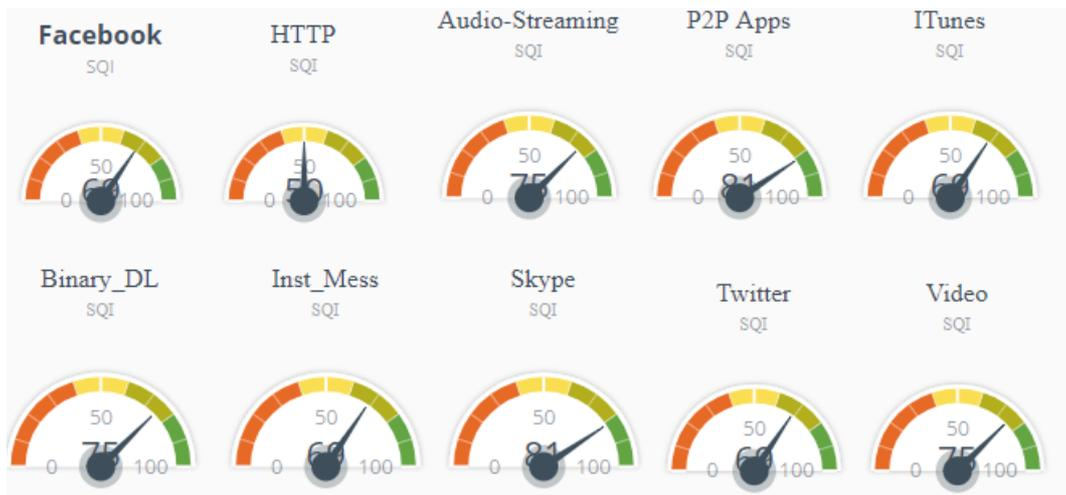 Facebook
SQI
50
0
100
HTTP
SQI
50
0
100
Audio-Streaming
SQI
50
75
0
100
P2P Apps
SQI
50
81
0
100
ITunes
SQI
50
0
100
Binary_DL
SQI
50
75
0
100
Inst_Mess
SQI
50
0
100
Skype
SQI
50
81
0
100
Twitter
SQI
50
0
100
Video
SQI
50
75
0
100